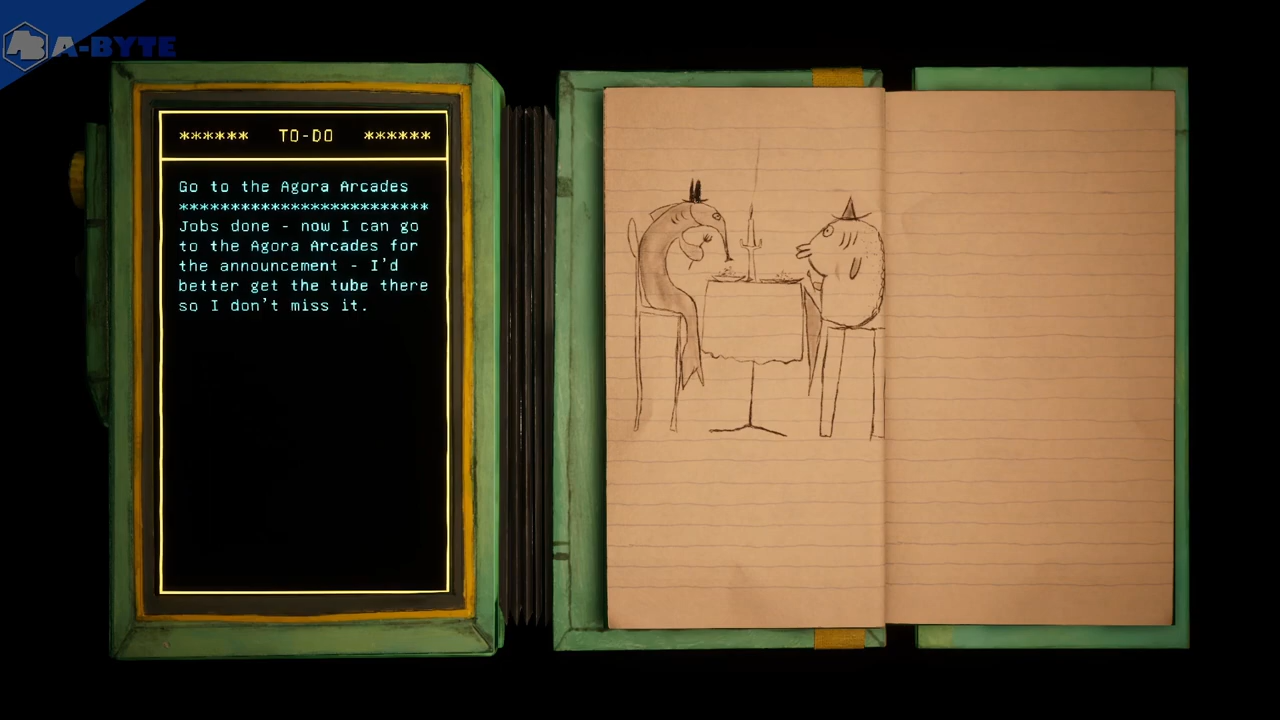 A-BYTE
****** TO-DO ******
Go to the Agora Arcades
*************************
Jobs done - now I can go
to the Agora Arcades for
the announcement - I'd
better get the tube there
so I don't miss it.